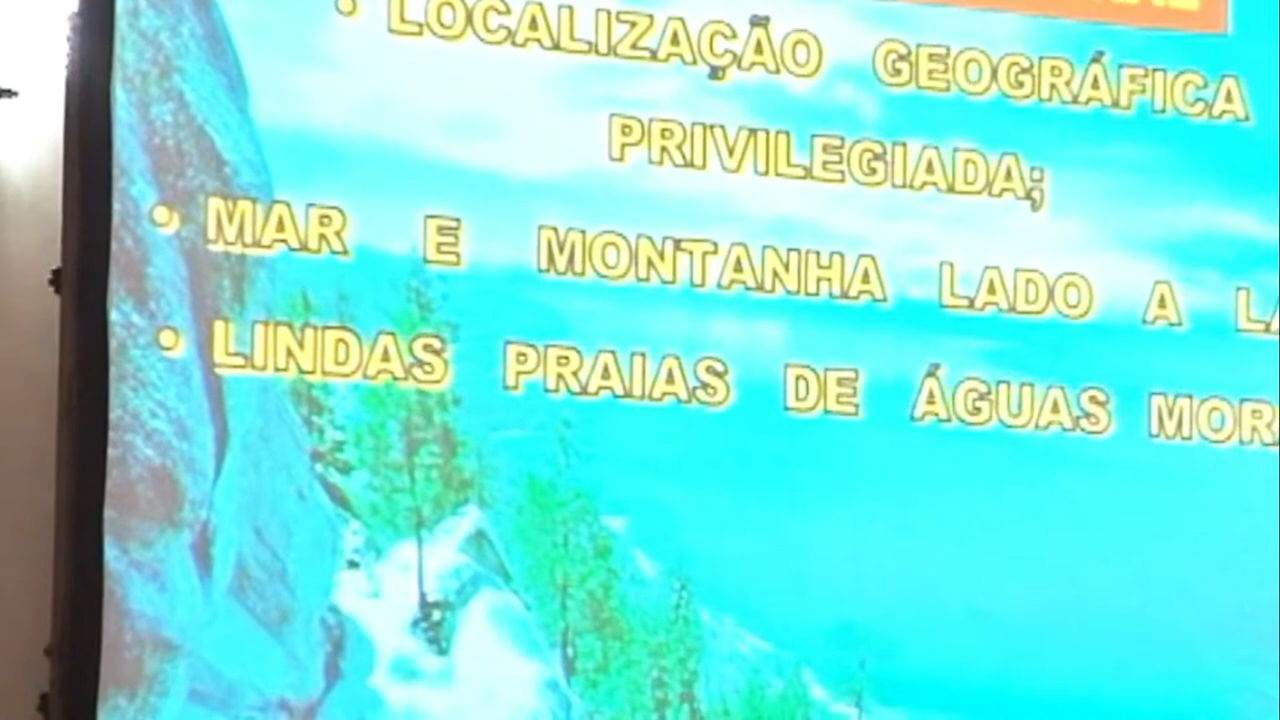 • LOCALIZAÇÃO GEOGRÁFICA
PRIVILEGIADA;
• MAR E MONTANHA LADO A
• LINDAS PRAIAS DE ÁGUAS